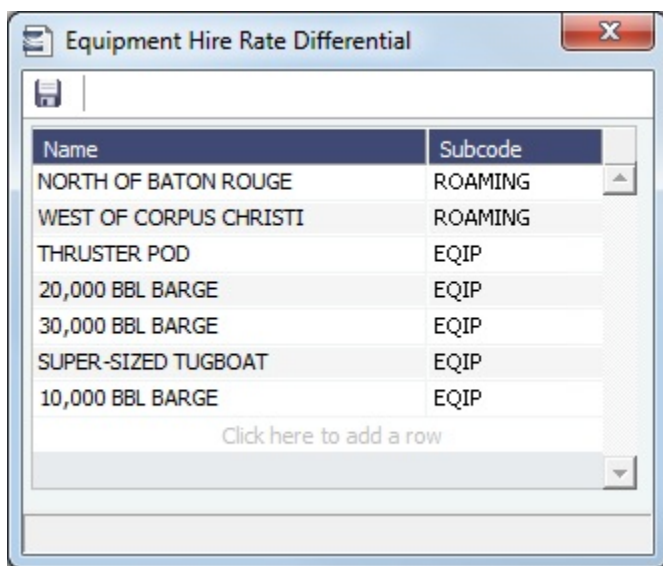 Equipment Hire Rate Differential
Name Subcode
NORTH OF BATON ROUGE ROAMING
WEST OF CORPUS CHRISTI ROAMING
THRUSTER POD EQIP
20,000 BBL BARGE EQIP
30,000 BBL BARGE EQIP
SUPER-SIZED TUGBOAT EQIP
10,000 BBL BARGE EQIP
Click here to add a row